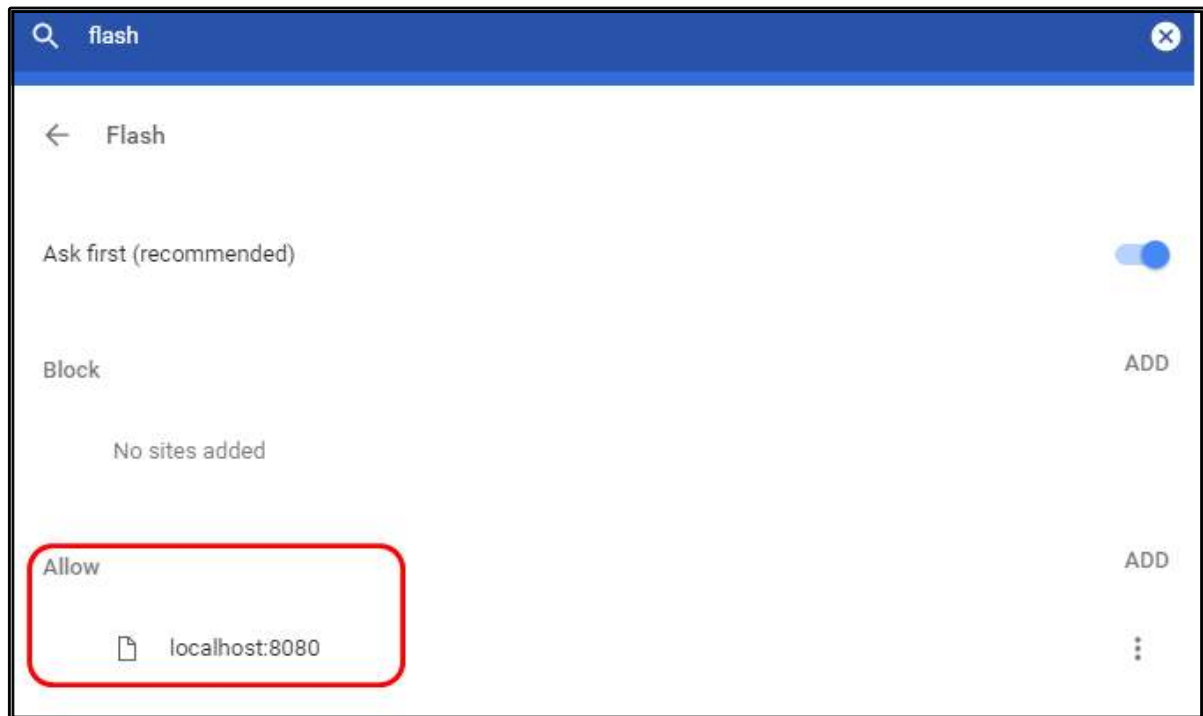 flash
Flash
Ask first (recommended)
Block ADD
No sites added
Allow ADD
localhost:8080